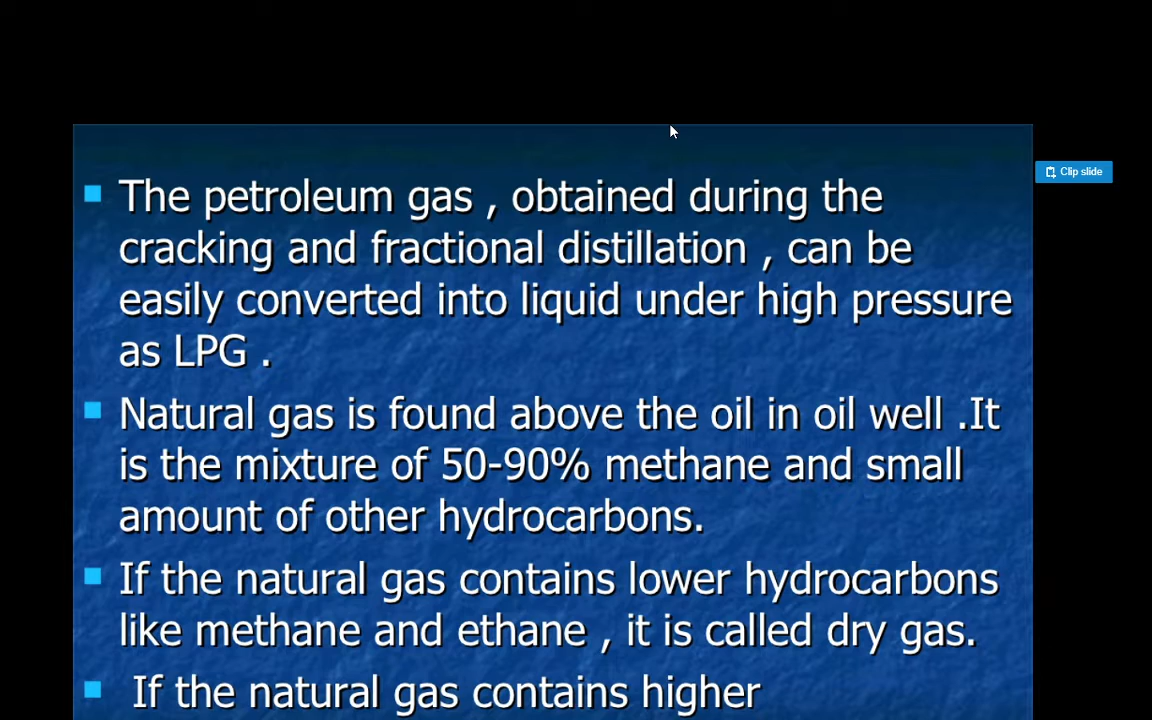 Clip slide
The petroleum gas , obtained during the
cracking and fractional distillation , can be
easily converted into liquid under high pressure
as LPG .
Natural gas is found above the oil in oil well .It
is the mixture of 50-90% methane and small
amount of other hydrocarbons.
If the natural gas contains lower hydrocarbons
like methane and ethane , it is called dry gas.
If the natural gas contains higher